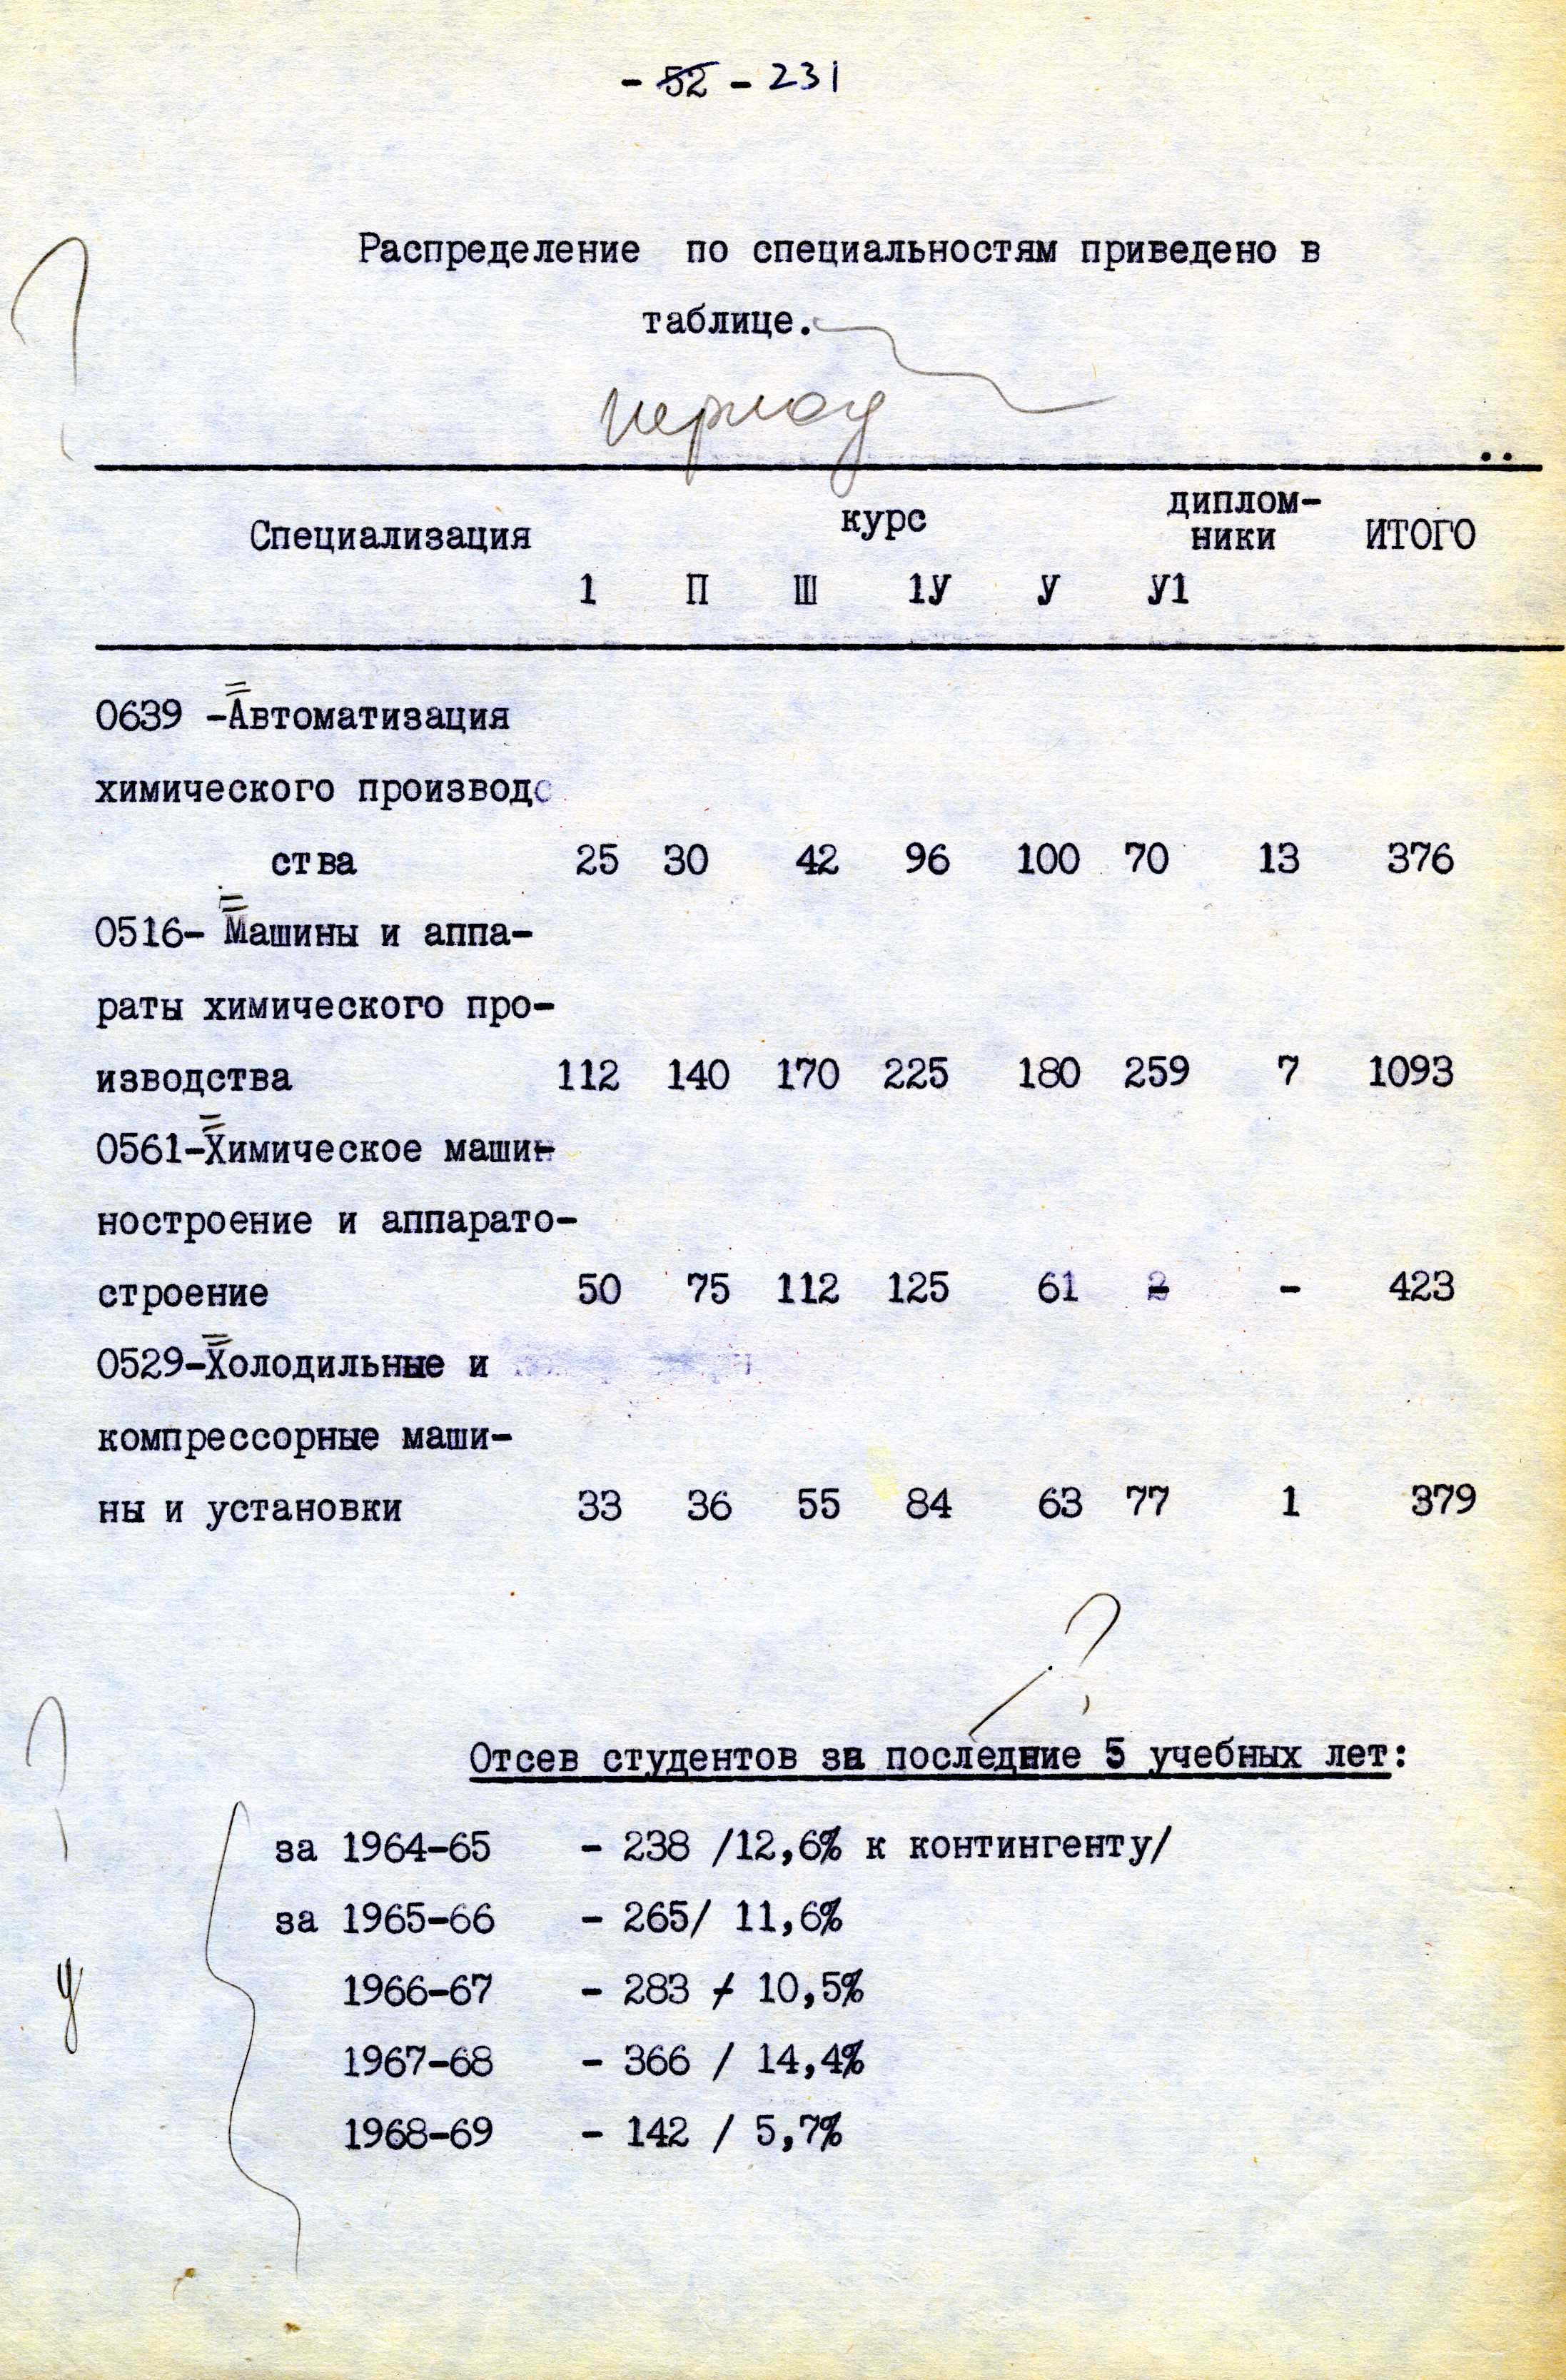 - 52 - 231
Распределение по специальностям приведено в
таблице.
период
Специализация курс диплом-
ники ИТОГО
1 П Ш 1У У У1
0639 -Автоматизация
химического производс
ства 25 30 42 96 100 70 13 376
0516- Машины и аппа-
раты химического про-
изводства 112 140 170 225 180 259 7 1093
0561-Химическое машин-
ностроение и аппарато-
строение 50 75 112 125 61 - - 423
0529-Холодильные и
компрессорные маши-
ны и установки 33 36 55 84 63 77 1 379
?
Отсев студентов за последние 5 учебных лет:
за 1964-65 - 238 /12,6% к контингенту/
за 1965-66 - 265/ 11,6%
1966-67 - 283 / 10,5%
1967-68 - 366 / 14,4%
1968-69 - 142 / 5,7%